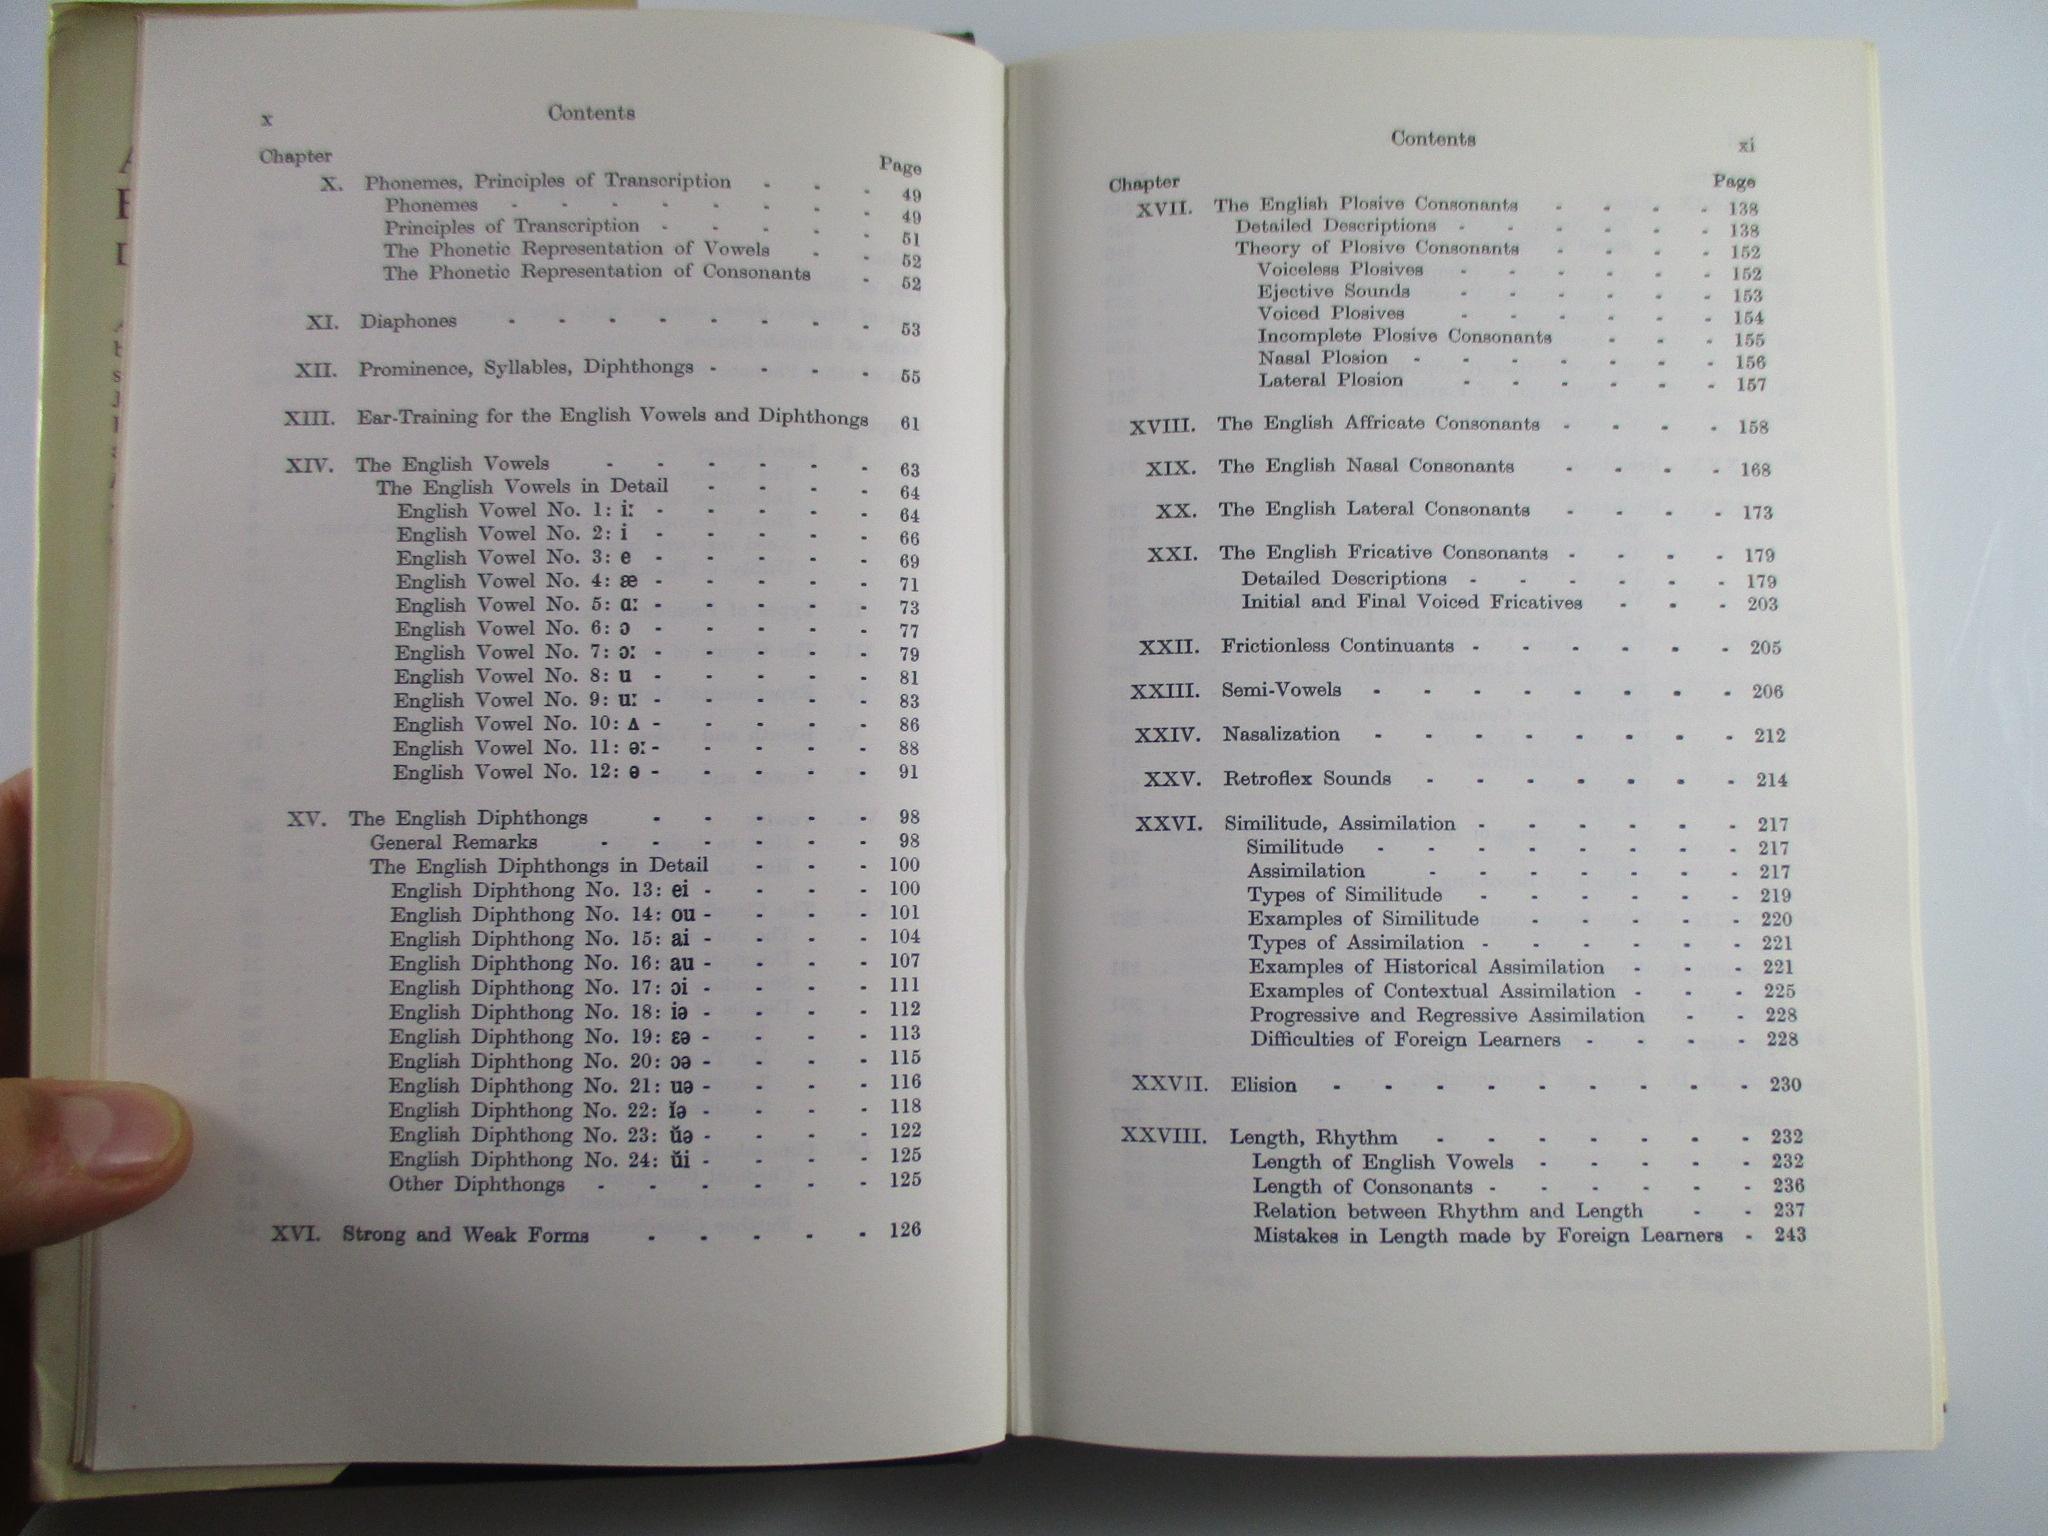 x Contents
Chapter Page
X. Phonemes, Principles of Transcription - - - 49
Phonemes - - - - - - - - 49
Principles of Transcription - - - - - 51
The Phonetic Representation of Vowels - - 52
The Phonetic Representation of Consonants - 52
XI. Diaphones - - - - - - - - 53
XII. Prominence, Syllables, Diphthongs - - - - 55
XIII. Ear-Training for the English Vowels and Diphthongs 61
XIV. The English Vowels - - - - - - 63
The English Vowels in Detail - - - - 64
English Vowel No. 1: iː - - - - - 64
English Vowel No. 2: i - - - - - 66
English Vowel No. 3: e - - - - - 69
English Vowel No. 4: æ - - - - - 71
English Vowel No. 5: ɑː - - - - - 73
English Vowel No. 6: ɔ - - - - - 77
English Vowel No. 7: ɔː - - - - - 79
English Vowel No. 8: u - - - - - 81
English Vowel No. 9: uː - - - - - 83
English Vowel No. 10: ʌ - - - - - 86
English Vowel No. 11: əː - - - - - 88
English Vowel No. 12: ə - - - - - 91
XV. The English Diphthongs - - - - - 98
General Remarks - - - - - - 98
The English Diphthongs in Detail - - - 100
English Diphthong No. 13: ei - - - - 100
English Diphthong No. 14: ou - - - - 101
English Diphthong No. 15: ai - - - - 104
English Diphthong No. 16: au - - - - 107
English Diphthong No. 17: ɔi - - - - 111
English Diphthong No. 18: iə - - - - 112
English Diphthong No. 19: ɛə - - - - 113
English Diphthong No. 20: ɔə - - - - 115
English Diphthong No. 21: uə - - - - 116
English Diphthong No. 22: ĭə - - - - 118
English Diphthong No. 23: ŭə - - - - 122
English Diphthong No. 24: ŭi - - - - 125
Other Diphthongs - - - - - - 125
XVI. Strong and Weak Forms - - - - - 126
Contents xi
Chapter Page
XVII. The English Plosive Consonants - - - - 138
Detailed Descriptions - - - - - - 138
Theory of Plosive Consonants - - - - 152
Voiceless Plosives - - - - - - 152
Ejective Sounds - - - - - - 153
Voiced Plosives - - - - - - 154
Incomplete Plosive Consonants - - - 155
Nasal Plosion - - - - - - - 156
Lateral Plosion - - - - - - 157
XVIII. The English Affricate Consonants - - - - 158
XIX. The English Nasal Consonants - - - - 168
XX. The English Lateral Consonants - - - - 173
XXI. The English Fricative Consonants - - - - 179
Detailed Descriptions - - - - - - 179
Initial and Final Voiced Fricatives - - - 203
XXII. Frictionless Continuants - - - - - - 205
XXIII. Semi-Vowels - - - - - - - - 206
XXIV. Nasalization - - - - - - - - 212
XXV. Retroflex Sounds - - - - - - - 214
XXVI. Similitude, Assimilation - - - - - - 217
Similitude - - - - - - - - 217
Assimilation - - - - - - - 217
Types of Similitude - - - - - 219
Examples of Similitude - - - - - 220
Types of Assimilation - - - - - - 221
Examples of Historical Assimilation - - - 221
Examples of Contextual Assimilation - - - 225
Progressive and Regressive Assimilation - - 228
Difficulties of Foreign Learners - - - - 228
XXVII. Elision - - - - - - - - - 230
XXVIII. Length, Rhythm - - - - - - - 232
Length of English Vowels - - - - - 232
Length of Consonants - - - - - - 236
Relation between Rhythm and Length - - 237
Mistakes in Length made by Foreign Learners - 243